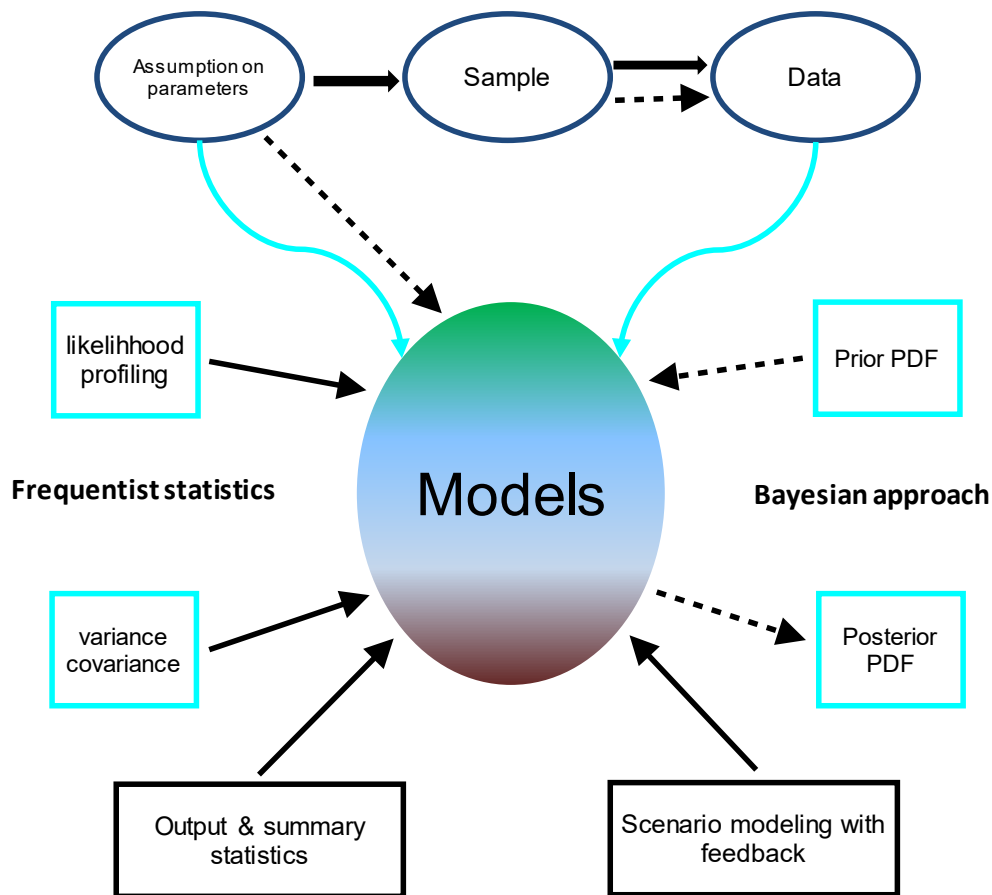 Assumption on
parameters
Sample
Data
likelihhood
profiling
Prior PDF
Frequentist statistics
Models
Bayesian approach
variance
covariance
Posterior
PDF
Output & summary
statistics
Scenario modeling with
feedback